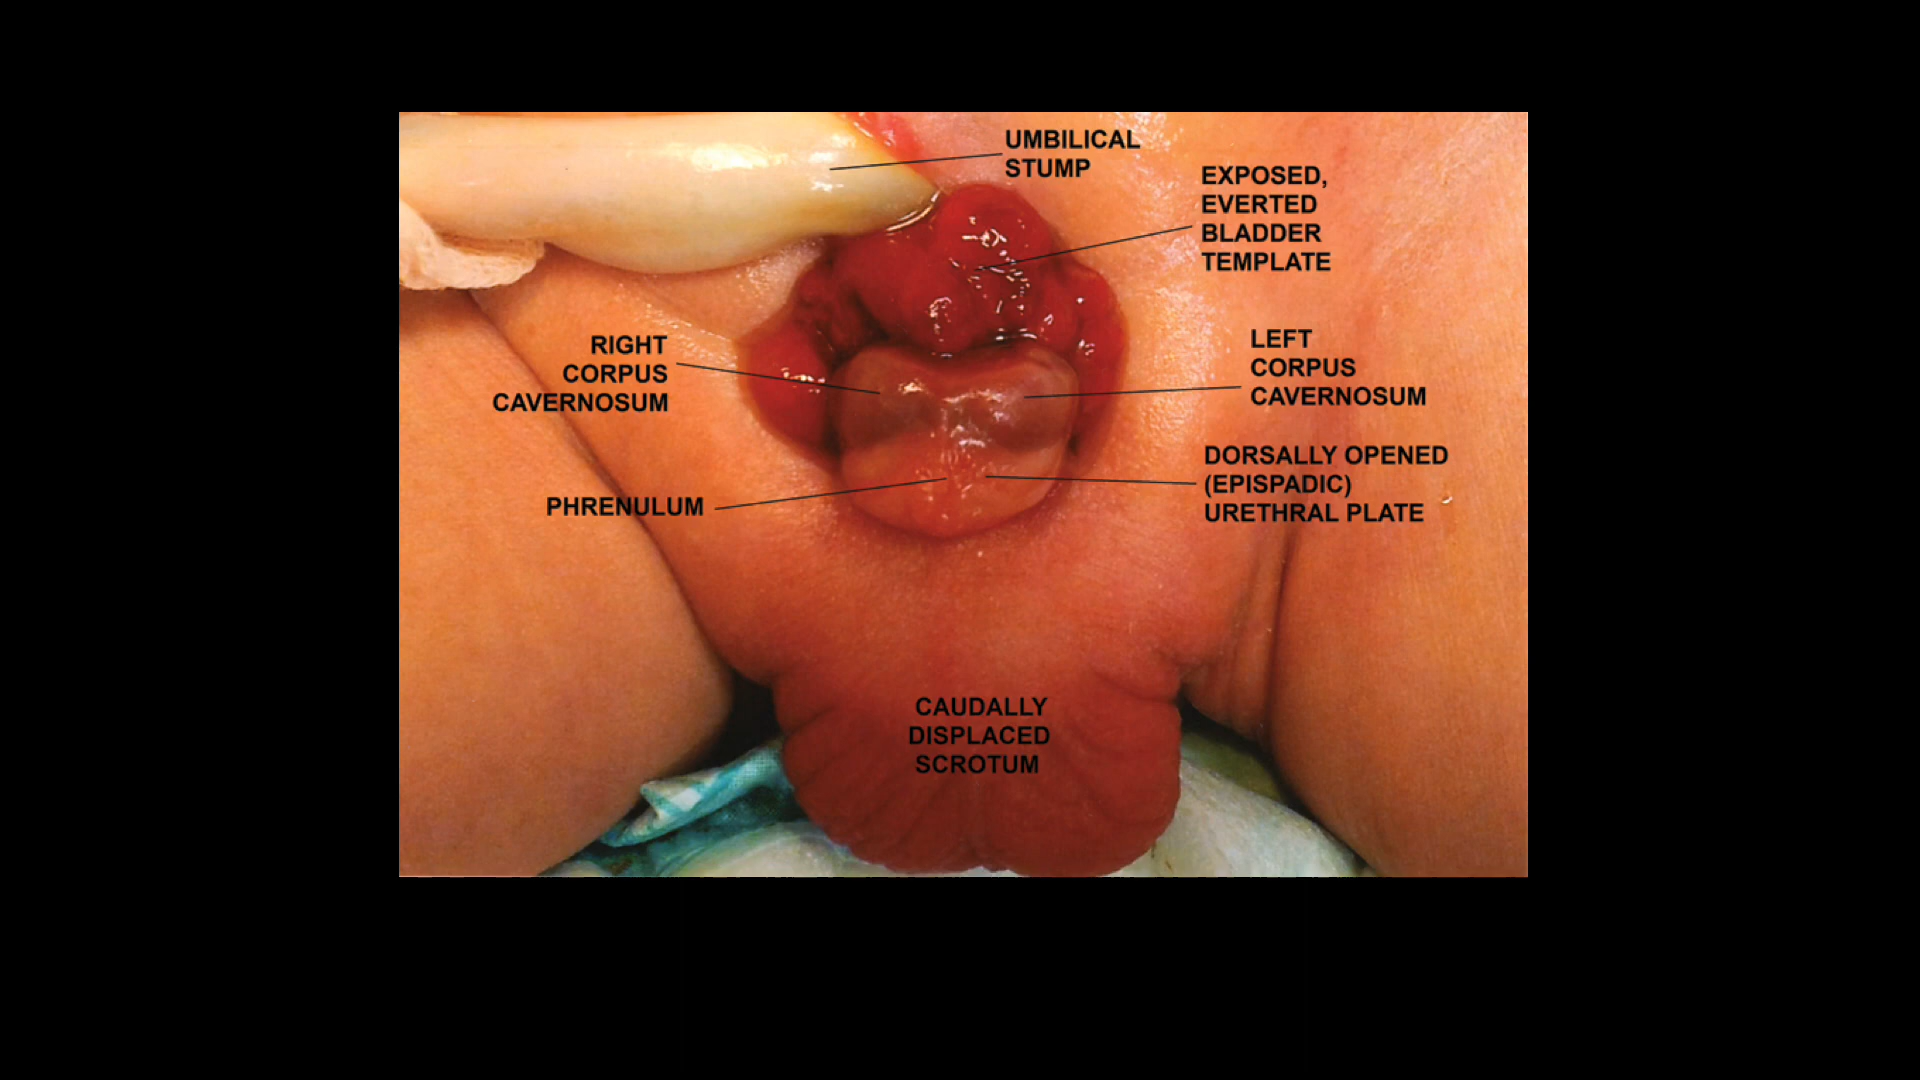 UMBILICAL
STUMP
EXPOSED,
EVERTED
BLADDER
TEMPLATE
RIGHT
CORPUS
CAVERNOSUM
LEFT
CORPUS
CAVERNOSUM
DORSALLY OPENED
(EPISPADIC)
URETHRAL PLATE
PHRENULUM
CAUDALLY
DISPLACED
SCROTUM